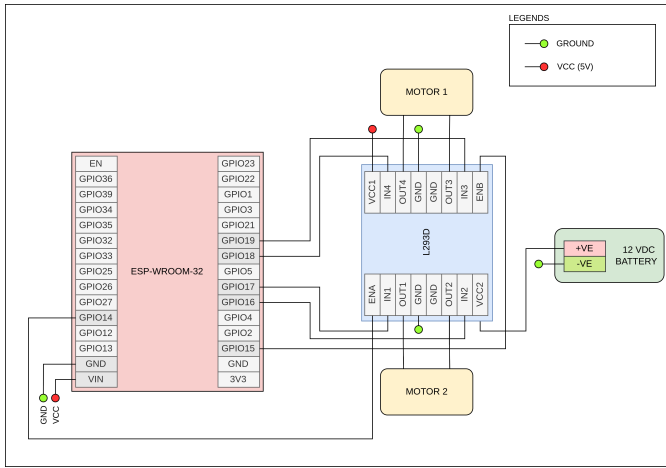 LEGENDS
GROUND
VCC (5V)
MOTOR 1
EN
GPIO36
GPIO39
GPIO34
GPIO35
GPIO32
GPIO33
GPIO25
GPIO26
GPIO27
GPIO14
GPIO12
GPIO13
GND
VIN
ESP-WROOM-32
GPIO23
GPIO22
GPIO1
GPIO3
GPIO21
GPIO19
GPIO18
GPIO5
GPIO17
GPIO16
GPIO4
GPIO2
GPIO15
GND
3V3
GND
VCC
VCC1
IN4
OUT4
GND
GND
OUT3
IN3
ENB
L293D
ENA
IN1
OUT1
GND
GND
OUT2
IN2
VCC2
+VE
-VE
12 VDC
BATTERY
MOTOR 2